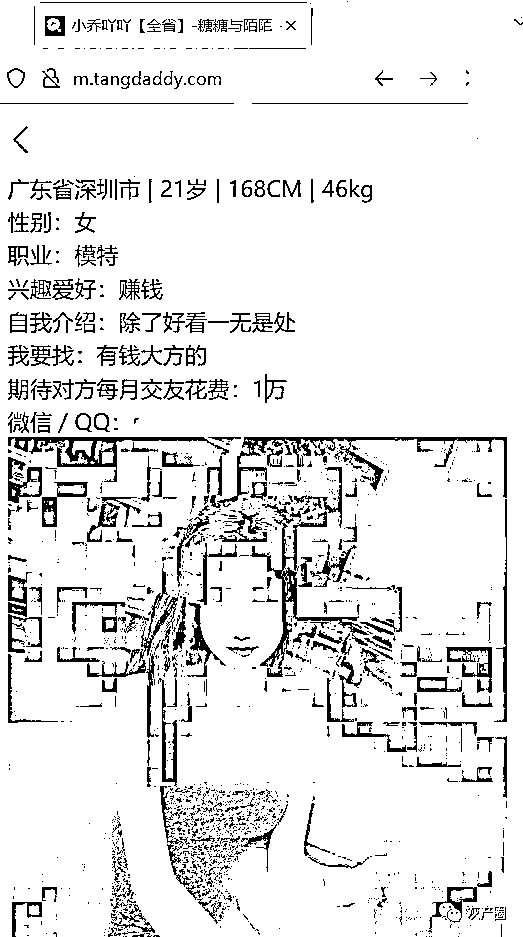 小乔吖吖【全省】-糖糖与陌陌
m.tangdaddy.com
广东省深圳市 | 21岁 | 168CM | 46kg
性别：女
职业：模特
兴趣爱好：赚钱
自我介绍：除了好看一无是处
我要找：有钱大方的
期待对方每月交友花费：1万
微信 / QQ：
灰产圈